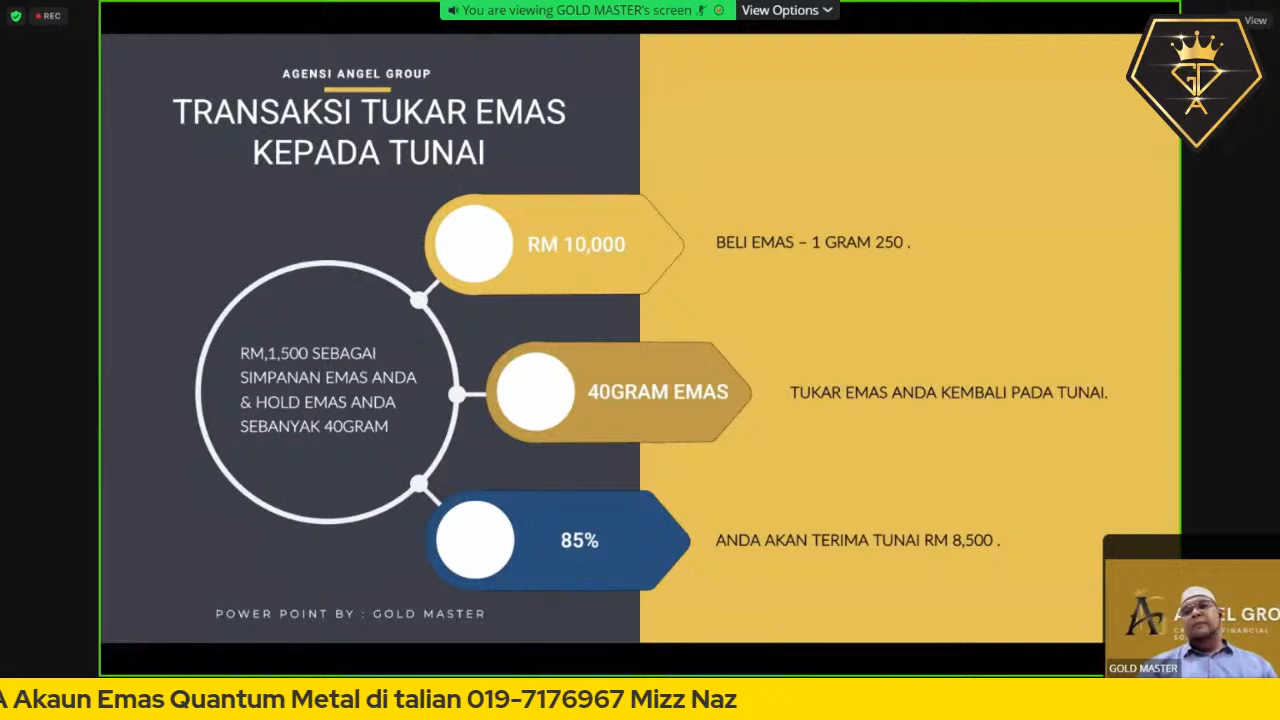 REC
You are viewing GOLD MASTER's screen
View Options
View
AGENSI ANGEL GROUP
TRANSAKSI TUKAR EMAS
KEPADA TUNAI
RM 10,000
BELI EMAS – 1 GRAM 250 .
RM,1,500 SEBAGAI
SIMPANAN EMAS ANDA
& HOLD EMAS ANDA
SEBANYAK 40GRAM
40GRAM EMAS
TUKAR EMAS ANDA KEMBALI PADA TUNAI.
85%
ANDA AKAN TERIMA TUNAI RM 8,500 .
POWER POINT BY : GOLD MASTER
GOLD MASTER
A Akaun Emas Quantum Metal di talian 019-7176967 Mizz Naz